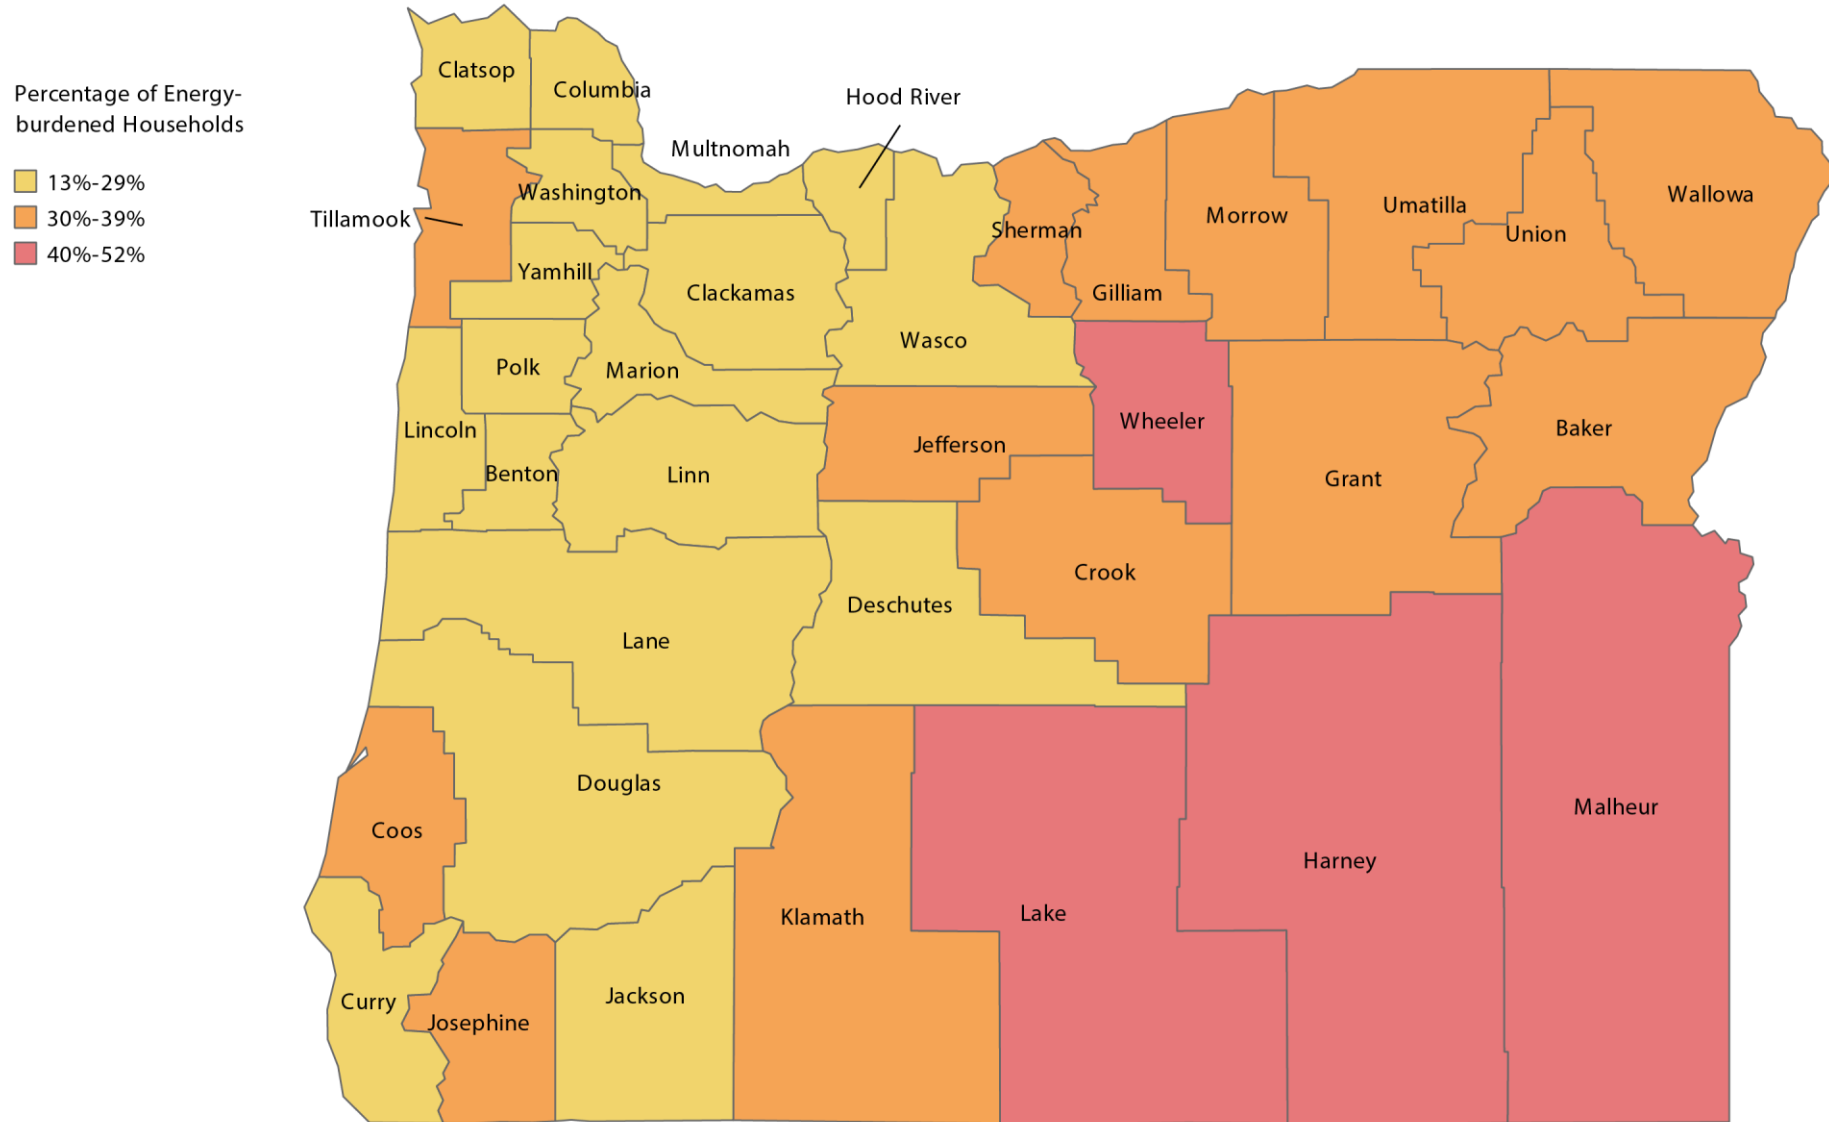 Percentage of Energy-
burdened Households
13%-29%
30%-39%
40%-52%
Clatsop
Columbia
Hood River
Multnomah
Washington
Tillamook
Wallowa
Umatilla
Morrow
Sherman
Union
Yamhill
Clackamas
Gilliam
Wasco
Polk
Marion
Wheeler
Lincoln
Baker
Jefferson
Benton
Linn
Grant
Crook
Deschutes
Lane
Douglas
Malheur
Coos
Harney
Lake
Klamath
Jackson
Curry
Josephine